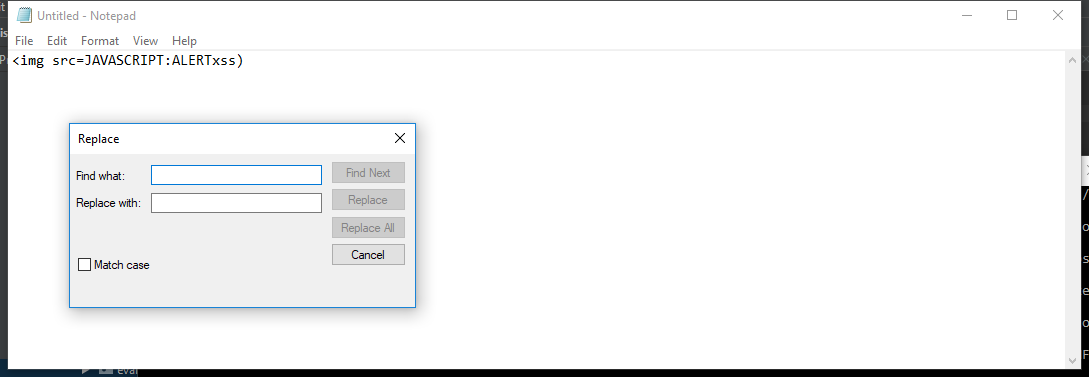 Untitled - Notepad
File Edit Format View Help
<img src=JAVASCRIPT:ALERTxss)
Replace
Find what:
Find Next
Replace with:
Replace
Replace All
Cancel
Match case
eval